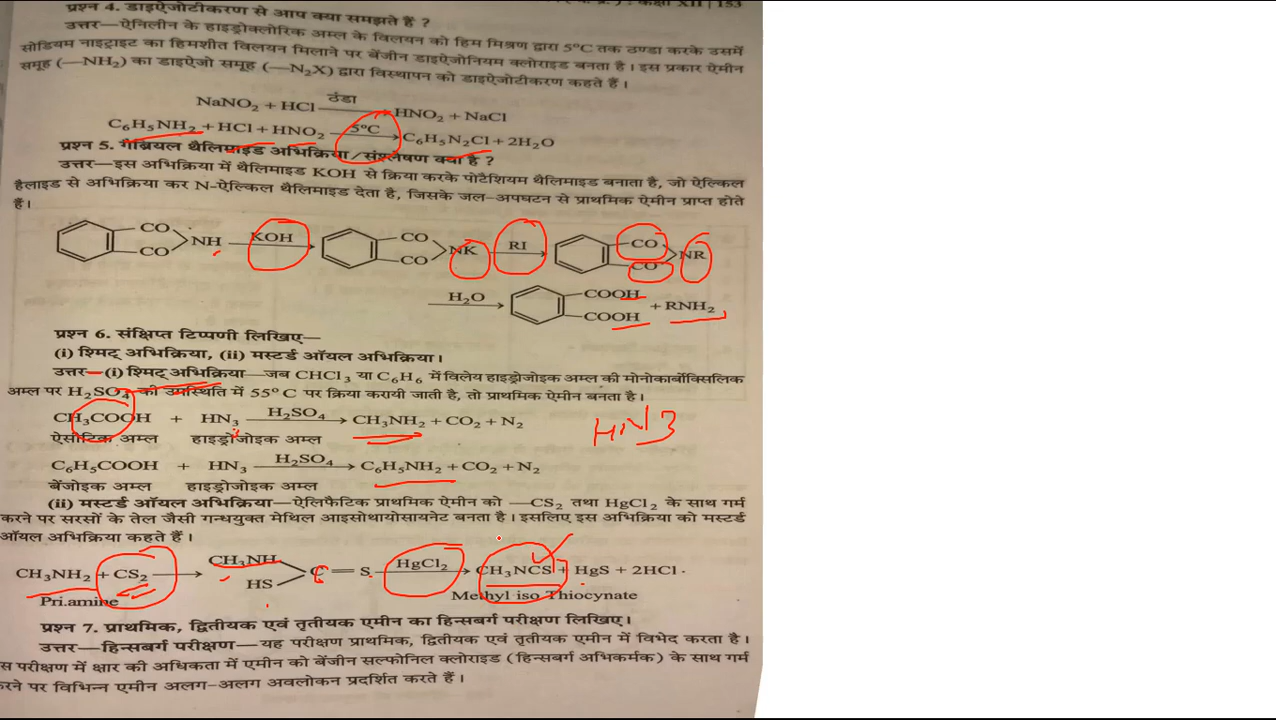 कक्षा XII | 153
प्रश्न 4. डाइऐजोटीकरण से आप क्या समझते हैं ?
उत्तर—ऐनिलीन के हाइड्रोक्लोरिक अम्ल के विलयन को हिम मिश्रण द्वारा 5°C तक ठण्डा करके उसमें
सोडियम नाइट्राइट का हिमशीत विलयन मिलाने पर बेंजीन डाइऐजोनियम क्लोराइड बनता है। इस प्रकार ऐमीन
समूह (—NH₂) का डाइऐजो समूह (—N₂X) द्वारा विस्थापन को डाइऐजोटीकरण कहते हैं।
NaNO₂ + HCl ठंडा HNO₂ + NaCl
C₆H₅NH₂ + HCl + HNO₂ 5°C C₆H₅N₂Cl + 2H₂O
प्रश्न 5. गैब्रियल थैलिमाइड अभिक्रिया/संश्लेषण क्या है ?
उत्तर—इस अभिक्रिया में थैलिमाइड KOH से क्रिया करके पोटैशियम थैलिमाइड बनाता है, जो ऐल्किल
हैलाइड से अभिक्रिया कर N-ऐल्किल थैलिमाइड देता है, जिसके जल-अपघटन से प्राथमिक ऐमीन प्राप्त होते
हैं।
CO CO NH KOH CO CO NK RI CO CO NR
H₂O COOH COOH + RNH₂
प्रश्न 6. संक्षिप्त टिप्पणी लिखिए—
(i) श्मिट् अभिक्रिया, (ii) मस्टर्ड ऑयल अभिक्रिया।
उत्तर—(i) श्मिट् अभिक्रिया—जब CHCl₃ या C₆H₆ में विलेय हाइड्रोजोइक अम्ल की मोनोकार्बोक्सिलिक
अम्ल पर H₂SO₄ की उपस्थिति में 55°C पर क्रिया करायी जाती है, तो प्राथमिक ऐमीन बनता है।
CH₃COOH + HN₃ H₂SO₄ CH₃NH₂ + CO₂ + N₂
HN3
ऐसीटिक अम्ल हाइड्रोजोइक अम्ल
C₆H₅COOH + HN₃ H₂SO₄ C₆H₅NH₂ + CO₂ + N₂
बेंजोइक अम्ल हाइड्रोजोइक अम्ल
(ii) मस्टर्ड ऑयल अभिक्रिया—ऐलिफैटिक प्राथमिक ऐमीन को —CS₂ तथा HgCl₂ के साथ गर्म
करने पर सरसों के तेल जैसी गन्धयुक्त मेथिल आइसोथायोसायनेट बनता है। इसलिए इस अभिक्रिया को मस्टर्ड
ऑयल अभिक्रिया कहते हैं।
CH₃NH₂ + CS₂ CH₃NH HS C = S HgCl₂ CH₃NCS + HgS + 2HCl.
Pri.amine Methyl iso Thiocynate
प्रश्न 7. प्राथमिक, द्वितीयक एवं तृतीयक एमीन का हिन्सबर्ग परीक्षण लिखिए।
उत्तर—हिन्सबर्ग परीक्षण—यह परीक्षण प्राथमिक, द्वितीयक एवं तृतीयक एमीन में विभेद करता है।
स परीक्षण में क्षार की अधिकता में एमीन को बेंजीन सल्फोनिल क्लोराइड (हिन्सबर्ग अभिकर्मक) के साथ गर्म
करने पर विभिन्न एमीन अलग-अलग अवलोकन प्रदर्शित करते हैं।